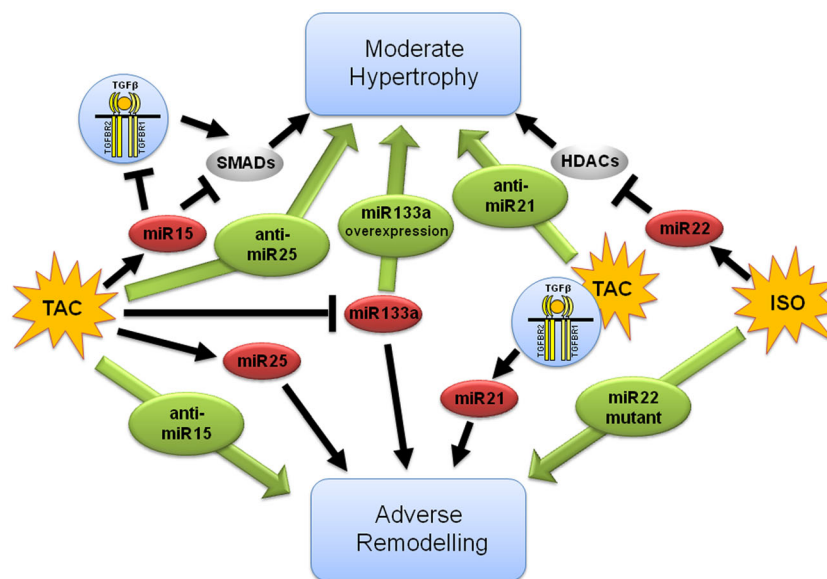 Moderate
Hypertrophy
TGFβ
TGFBR2
TGFBR1
SMADs
HDACs
anti-
miR21
miR133a
overexpression
miR15
anti-
miR25
miR22
TAC
TAC
ISO
TGFβ
TGFBR2
TGFBR1
miR133a
miR25
miR21
anti-
miR15
miR22
mutant
Adverse
Remodelling